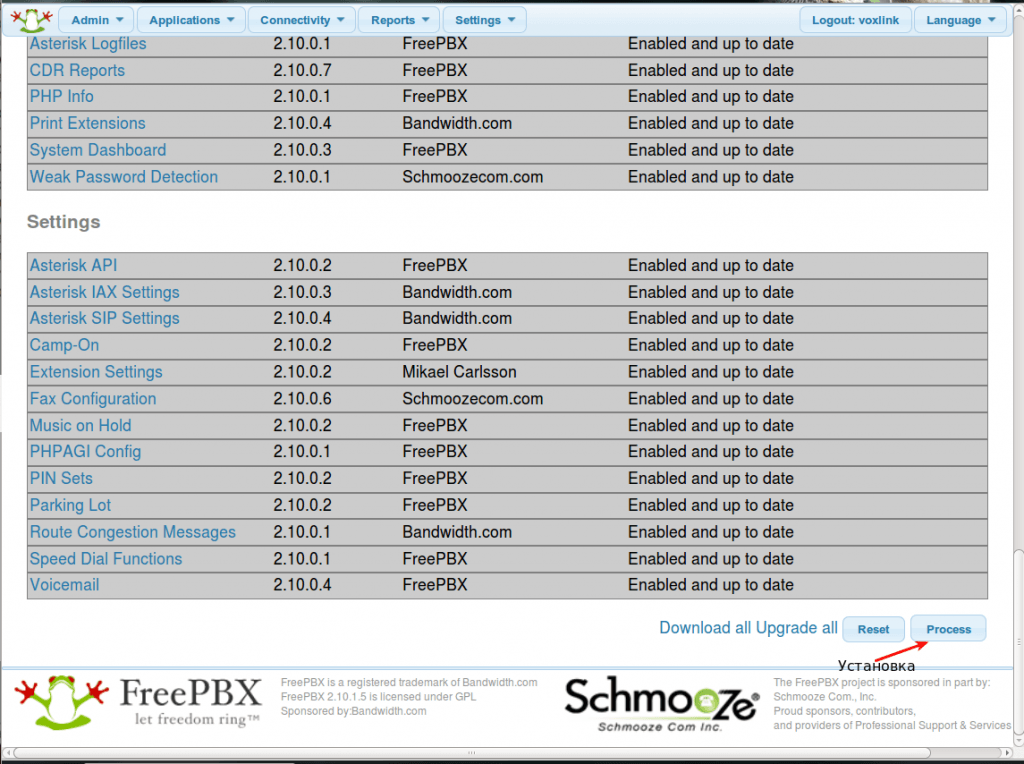 Admin Applications Connectivity Reports Settings Logout: voxlink Language
Asterisk Logfiles 2.10.0.1 FreePBX Enabled and up to date
CDR Reports 2.10.0.7 FreePBX Enabled and up to date
PHP Info 2.10.0.1 FreePBX Enabled and up to date
Print Extensions 2.10.0.4 Bandwidth.com Enabled and up to date
System Dashboard 2.10.0.3 FreePBX Enabled and up to date
Weak Password Detection 2.10.0.1 Schmoozecom.com Enabled and up to date
Settings
Asterisk API 2.10.0.2 FreePBX Enabled and up to date
Asterisk IAX Settings 2.10.0.3 Bandwidth.com Enabled and up to date
Asterisk SIP Settings 2.10.0.4 Bandwidth.com Enabled and up to date
Camp-On 2.10.0.2 FreePBX Enabled and up to date
Extension Settings 2.10.0.2 Mikael Carlsson Enabled and up to date
Fax Configuration 2.10.0.6 Schmoozecom.com Enabled and up to date
Music on Hold 2.10.0.2 FreePBX Enabled and up to date
PHPAGI Config 2.10.0.1 FreePBX Enabled and up to date
PIN Sets 2.10.0.2 FreePBX Enabled and up to date
Parking Lot 2.10.0.2 FreePBX Enabled and up to date
Route Congestion Messages 2.10.0.1 Bandwidth.com Enabled and up to date
Speed Dial Functions 2.10.0.1 FreePBX Enabled and up to date
Voicemail 2.10.0.4 FreePBX Enabled and up to date
Download all Upgrade all Reset Process
Установка
FreePBX
let freedom ring™
FreePBX is a registered trademark of Bandwidth.com
FreePBX 2.10.1.5 is licensed under GPL
Sponsored by:Bandwidth.com
Schmooze®
Schmooze Com Inc.
The FreePBX project is sponsored in part by:
Schmooze Com., Inc.
Proud sponsors, contributors,
and providers of Professional Support & Services